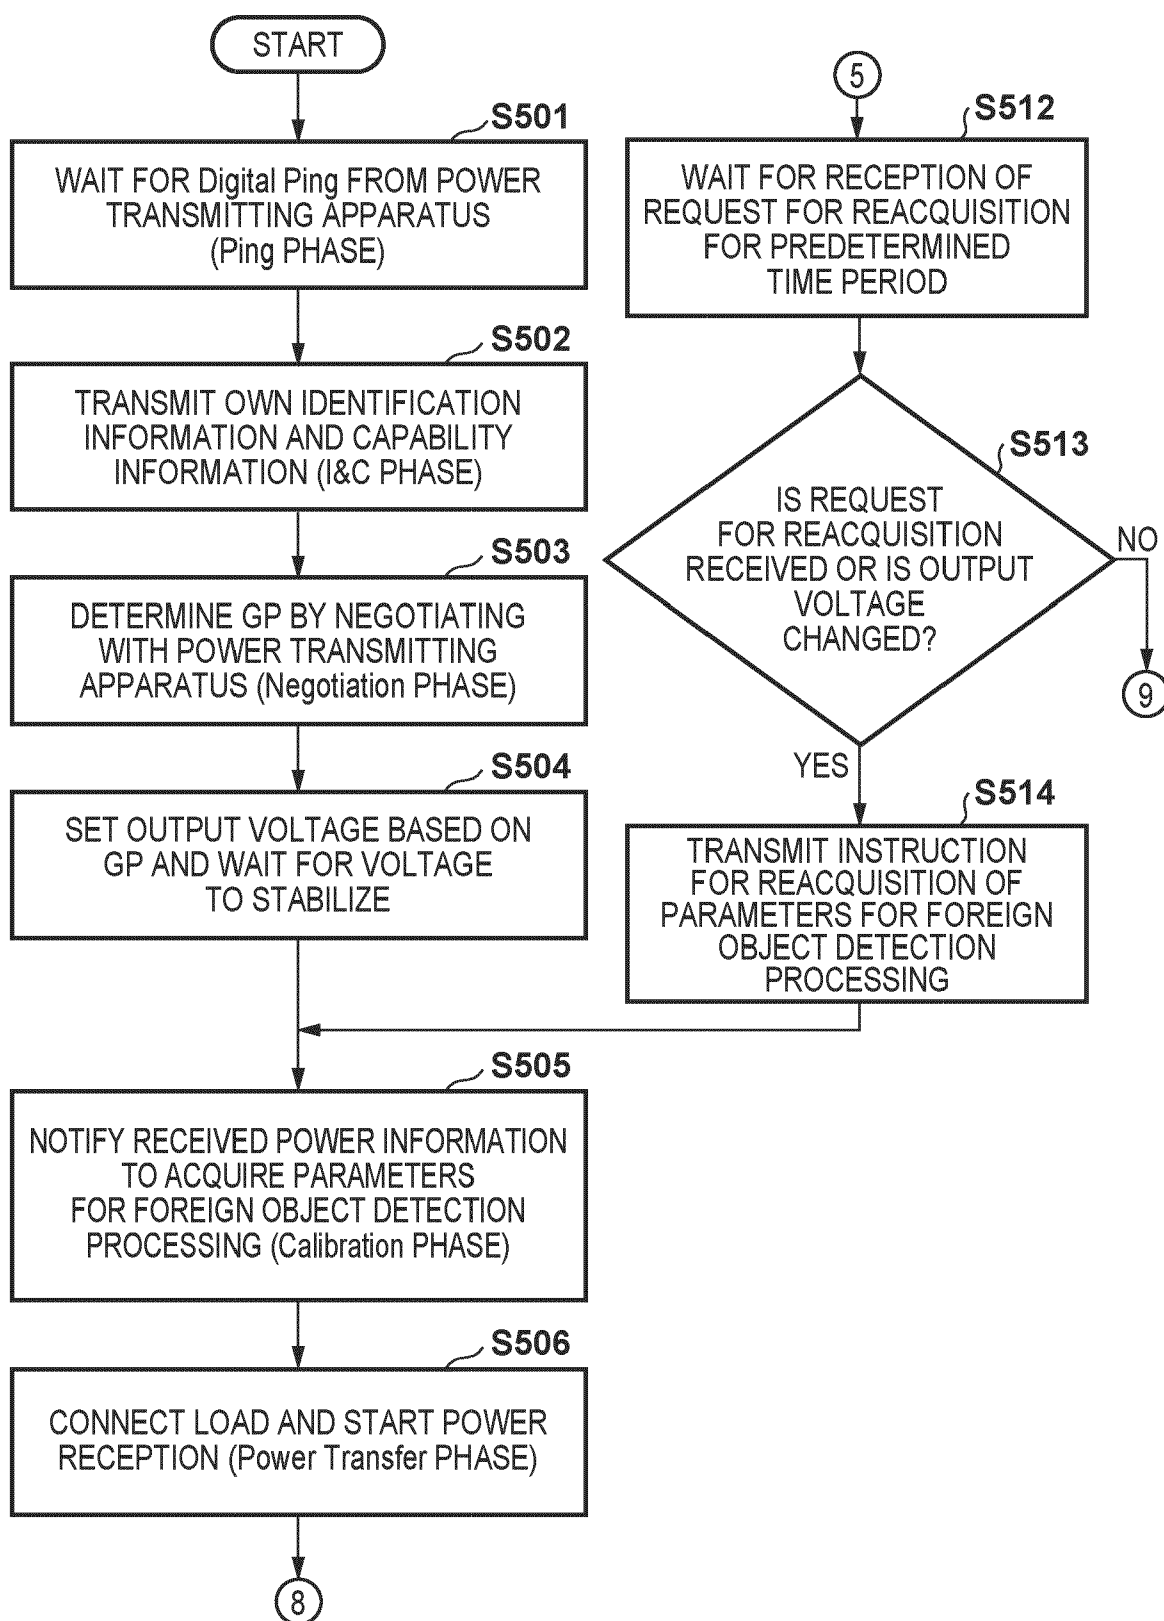 START
S501
WAIT FOR Digital Ping FROM POWER
TRANSMITTING APPARATUS
(Ping PHASE)
S502
TRANSMIT OWN IDENTIFICATION
INFORMATION AND CAPABILITY
INFORMATION (I&C PHASE)
S503
DETERMINE GP BY NEGOTIATING
WITH POWER TRANSMITTING
APPARATUS (Negotiation PHASE)
S504
SET OUTPUT VOLTAGE BASED ON
GP AND WAIT FOR VOLTAGE
TO STABILIZE
S505
NOTIFY RECEIVED POWER INFORMATION
TO ACQUIRE PARAMETERS
FOR FOREIGN OBJECT DETECTION
PROCESSING (Calibration PHASE)
S506
CONNECT LOAD AND START POWER
RECEPTION (Power Transfer PHASE)
8
5
S512
WAIT FOR RECEPTION OF
REQUEST FOR REACQUISITION
FOR PREDETERMINED
TIME PERIOD
S513
IS REQUEST
FOR REACQUISITION
RECEIVED OR IS OUTPUT
VOLTAGE
CHANGED?
NO
9
YES
S514
TRANSMIT INSTRUCTION
FOR REACQUISITION OF
PARAMETERS FOR FOREIGN
OBJECT DETECTION
PROCESSING